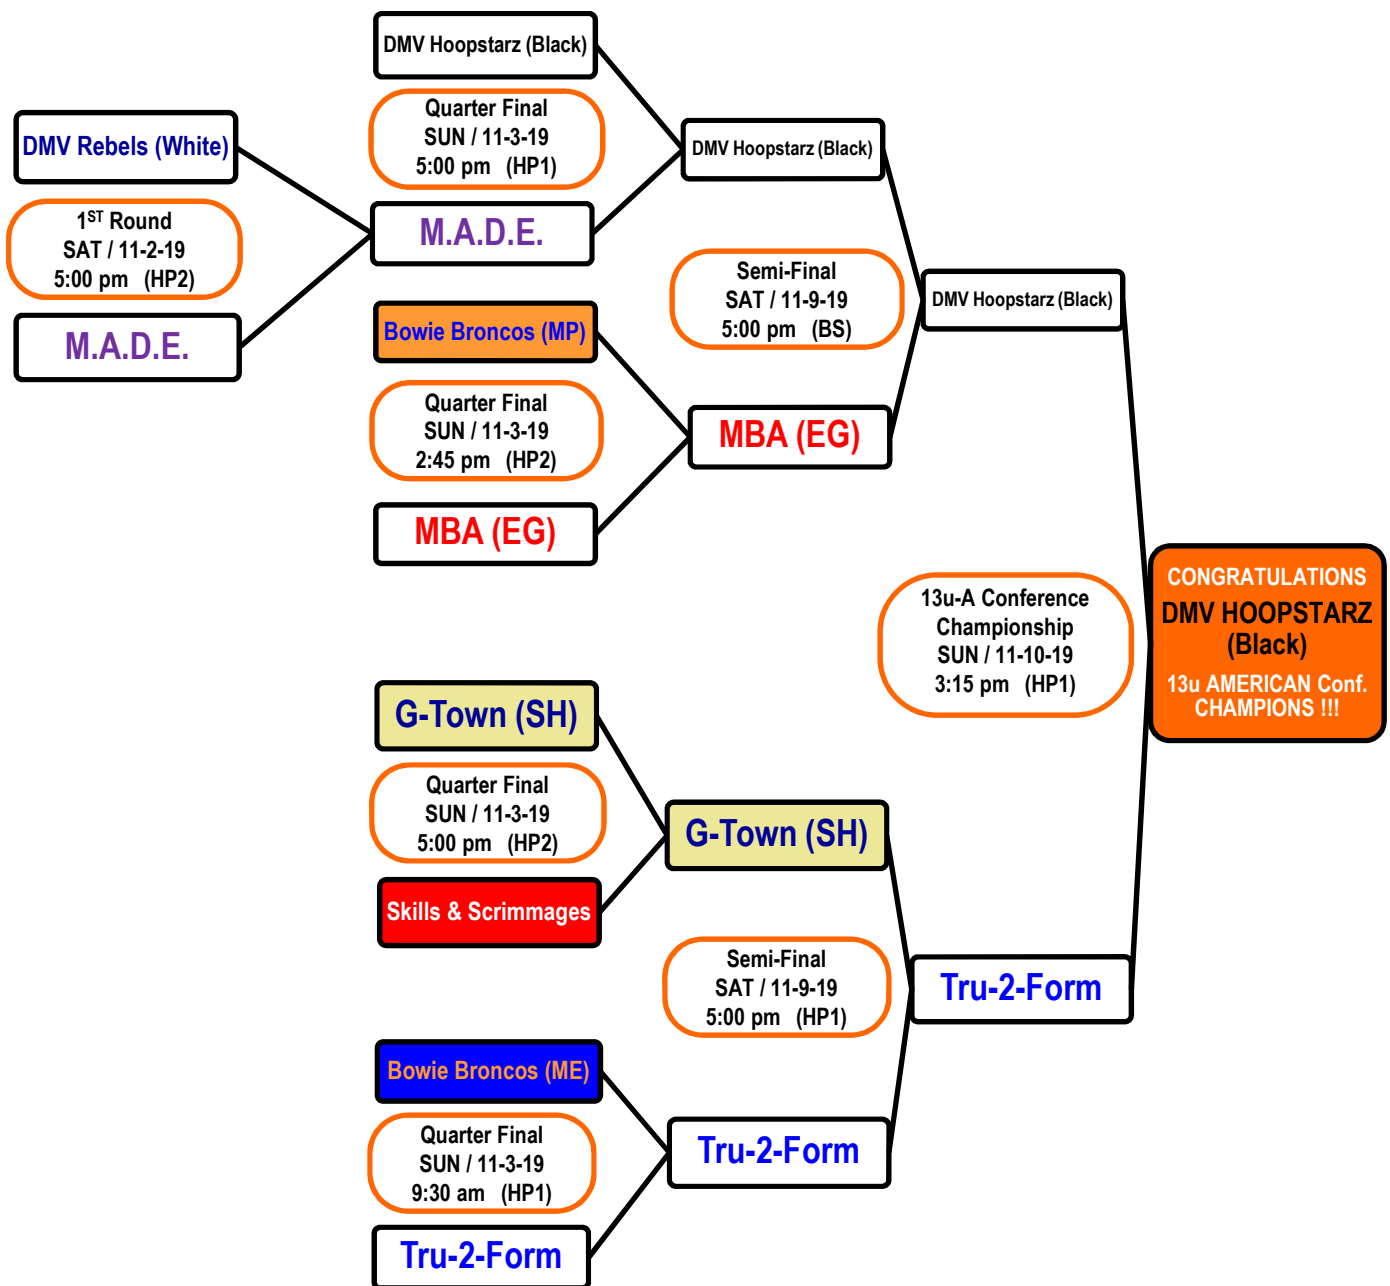 DMV Hoopstarz (Black)
Quarter Final
SUN / 11-3-19
5:00 pm (HP1)
DMV Rebels (White)
1ST Round
SAT / 11-2-19
5:00 pm (HP2)
M.A.D.E.
M.A.D.E.
DMV Hoopstarz (Black)
Bowie Broncos (MP)
Quarter Final
SUN / 11-3-19
2:45 pm (HP2)
MBA (EG)
Semi-Final
SAT / 11-9-19
5:00 pm (BS)
MBA (EG)
DMV Hoopstarz (Black)
13u-A Conference
Championship
SUN / 11-10-19
3:15 pm (HP1)
CONGRATULATIONS
DMV HOOPSTARZ
(Black)
13u AMERICAN Conf.
CHAMPIONS !!!
G-Town (SH)
Quarter Final
SUN / 11-3-19
5:00 pm (HP2)
Skills & Scrimmages
G-Town (SH)
Semi-Final
SAT / 11-9-19
5:00 pm (HP1)
Tru-2-Form
Bowie Broncos (ME)
Quarter Final
SUN / 11-3-19
9:30 am (HP1)
Tru-2-Form
Tru-2-Form